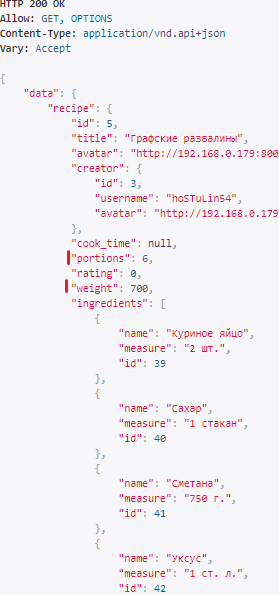 HTTP 200 OK
Allow: GET, OPTIONS
Content-Type: application/vnd.api+json
Vary: Accept
{
"data": {
"recipe": {
"id": 5,
"title": "Графские развалины",
"avatar": "http://192.168.0.179:800
"creator": {
"id": 3,
"username": "hoSTuLin54",
"avatar": "http://192.168.0.179
},
"cook_time": null,
"portions": 6,
"rating": 0,
"weight": 700,
"ingredients": [
{
"name": "Куриное яйцо",
"measure": "2 шт.",
"id": 39
},
{
"name": "Сахар",
"measure": "1 стакан",
"id": 40
},
{
"name": "Сметана",
"measure": "750 г.",
"id": 41
},
{
"name": "Уксус",
"measure": "1 ст. л.",
"id": 42